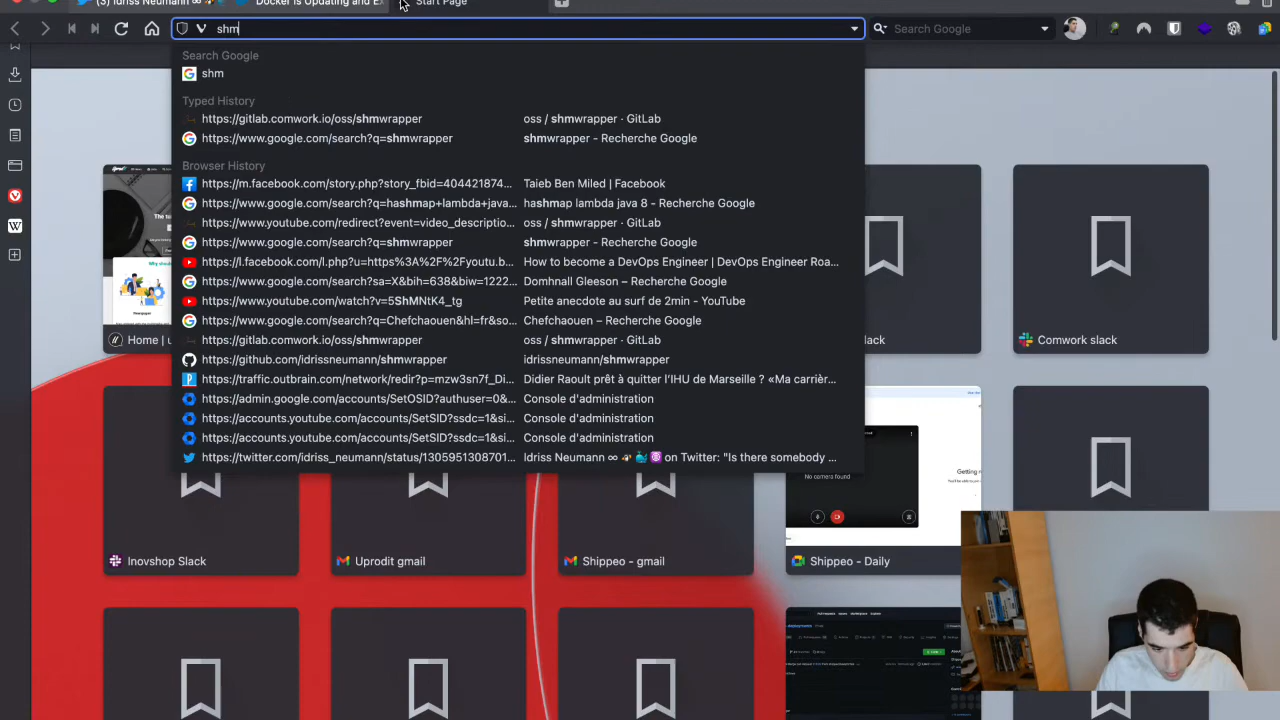 (3) Idriss Neumann ∞
Docker is Updating and Ex
Start Page
shm
Search Google
Search Google
shm
Typed History
https://gitlab.comwork.io/oss/shmwrapper oss / shmwrapper · GitLab
https://www.google.com/search?q=shmwrapper shmwrapper - Recherche Google
Browser History
https://m.facebook.com/story.php?story_fbid=404421874... Taieb Ben Miled | Facebook
https://www.google.com/search?q=hashmap+lambda+java... hashmap lambda java 8 - Recherche Google
https://www.youtube.com/redirect?event=video_descriptio... oss / shmwrapper · GitLab
https://www.google.com/search?q=shmwrapper shmwrapper - Recherche Google
https://l.facebook.com/l.php?u=https%3A%2F%2Fyoutu.b... How to become a DevOps Engineer | DevOps Engineer Roa...
https://www.google.com/search?sa=X&bih=638&biw=1222... Domhnall Gleeson – Recherche Google
https://www.youtube.com/watch?v=5ShMNtK4_tg Petite anecdote au surf de 2min - YouTube
https://www.google.com/search?q=Chefchaouen&hl=fr&so... Chefchaouen – Recherche Google
https://gitlab.comwork.io/oss/shmwrapper oss / shmwrapper · GitLab
https://github.com/idrissneumann/shmwrapper idrissneumann/shmwrapper
https://traffic.outbrain.com/network/redir?p=mzw3sn7f_Di... Didier Raoult prêt à quitter l'IHU de Marseille ? «Ma carrièr...
https://admin.google.com/accounts/SetOSID?authuser=0&... Console d'administration
https://accounts.youtube.com/accounts/SetSID?ssdc=1&si... Console d'administration
https://accounts.youtube.com/accounts/SetSID?ssdc=1&si... Console d'administration
https://twitter.com/idriss_neumann/status/1305951308701... Idriss Neumann ∞ on Twitter: "Is there somebody ...
Home | u
lack
Comwork slack
No camera found
Inovshop Slack
Uprodit gmail
Shippeo - gmail
Shippeo - Daily